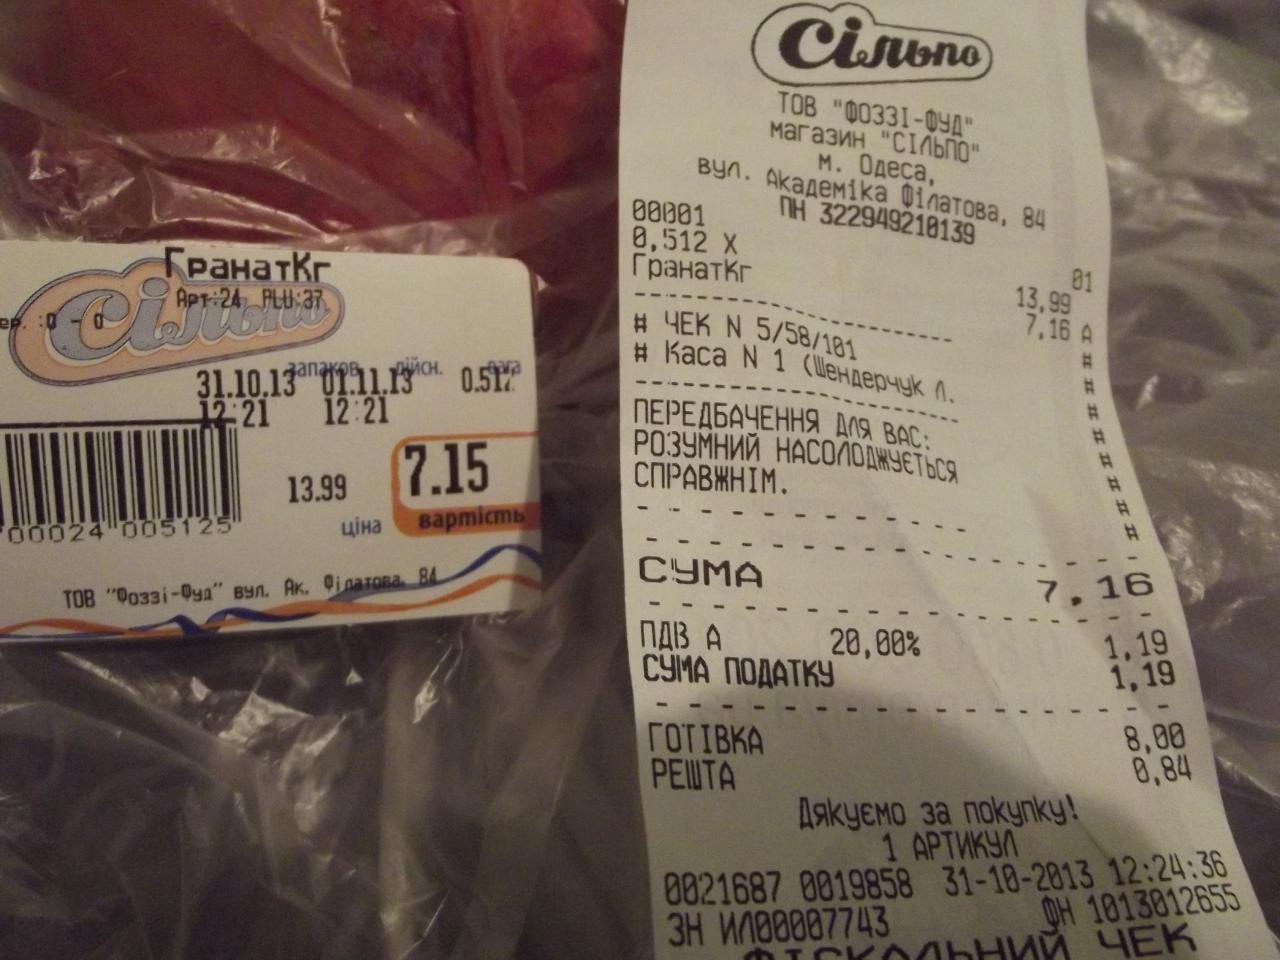 ГранатКг
Сільпо
Арт:24 PLU:37
:0 - 0
запаков. дійсн. вага
31.10.13 01.11.13 0.512
12:21 12:21
00024 005125
13.99
ціна
7.15
вартість
ТОВ "Фоззі-Фуд" вул. Ак. Філатова, 84
Сільпо
ТОВ "ФОЗЗІ-ФУД"
магазин "СІЛЬПО"
м. Одеса,
вул. Академіка Філатова, 84
ПН 322949210139
00001 01
0,512 X 13,99
ГранатКг 7,16 А
# ЧЕК N 5/58/101 #
# Каса N 1 (Шендерчук Л. #
ПЕРЕДБАЧЕННЯ ДЛЯ ВАС: #
РОЗУМНИЙ НАСОЛОДЖУЄТЬСЯ #
СПРАВЖНІМ. #
СУМА 7,16
ПДВ А 20,00% 1,19
СУМА ПОДАТКУ 1,19
ГОТІВКА 8,00
РЕШТА 0,84
Дякуємо за покупку!
1 АРТИКУЛ
0021687 0019858 31-10-2013 12:24:36
ЗН ИЛ00007743 ФН 1013012655
ФІСКАЛЬНИЙ ЧЕК